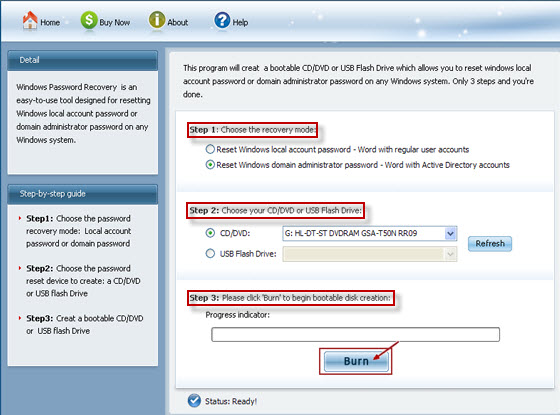 Home Buy Now About Help
Detail
Windows Password Recovery is an
easy-to-use tool designed for resetting
Windows local account password or
domain administrator password on any
Windows system.
Step-by-step guide
Step1: Choose the password
recovery mode: Local account
password or domain password
Step2: Choose the password
reset device to create: a CD/DVD
or USB flash Drive
Step3: Creat a bootable CD/DVD
or USB flash Drive
This program will creat a bootable CD/DVD or USB Flash Drive which allows you to reset windows local
account password or domain administrator password on any Windows system. Only 3 steps and you're
done.
Step 1: Choose the recovery mode:
Reset Windows local account password - Word with regular user accounts
Reset Windows domain administrator password - Word with Active Directory accounts
Step 2: Choose your CD/DVD or USB Flash Drive:
CD/DVD: G: HL-DT-ST DVDRAM GSA-T50N RR09
Refresh
USB Flash Drive:
Step 3: Please click 'Burn' to begin bootable disk creation:
Progress indicator:
Burn
Status: Ready!